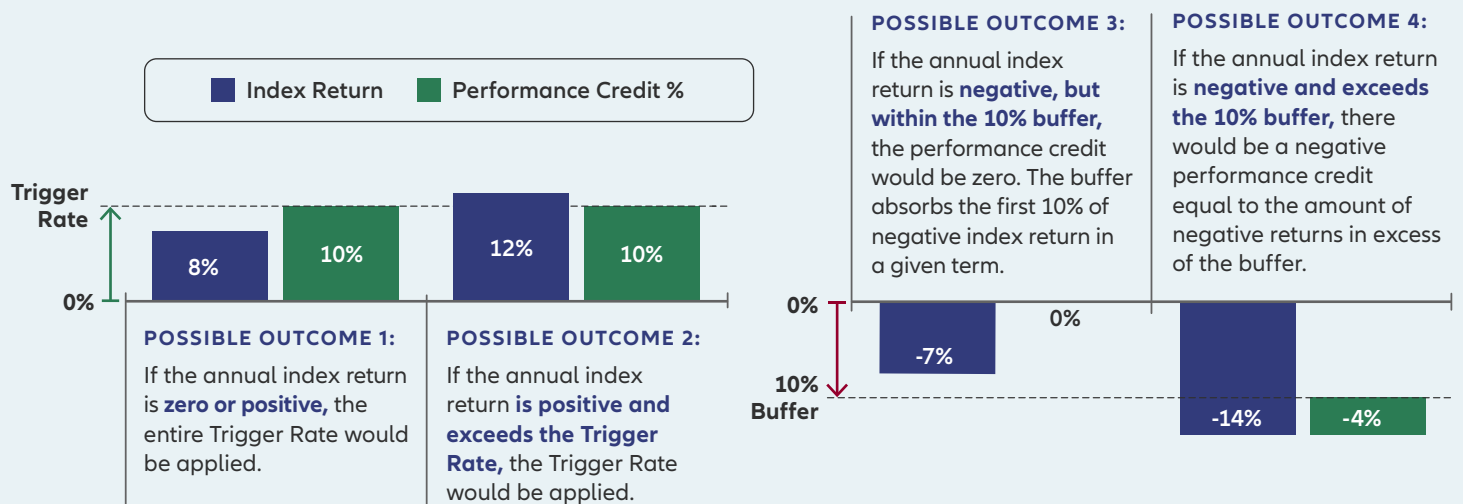 Index Return
Performance Credit %
Trigger
Rate
0%
8%
10%
12%
10%
POSSIBLE OUTCOME 1:
If the annual index return
is zero or positive, the
entire Trigger Rate would
be applied.
POSSIBLE OUTCOME 2:
If the annual index
return is positive and
exceeds the Trigger
Rate, the Trigger Rate
would be applied.
POSSIBLE OUTCOME 3:
If the annual index
return is negative, but
within the 10% buffer,
the performance credit
would be zero. The buffer
absorbs the first 10% of
negative index return in
a given term.
POSSIBLE OUTCOME 4:
If the annual index return
is negative and exceeds
the 10% buffer, there
would be a negative
performance credit
equal to the amount of
negative returns in excess
of the buffer.
0%
10%
Buffer
-7%
0%
-14%
-4%